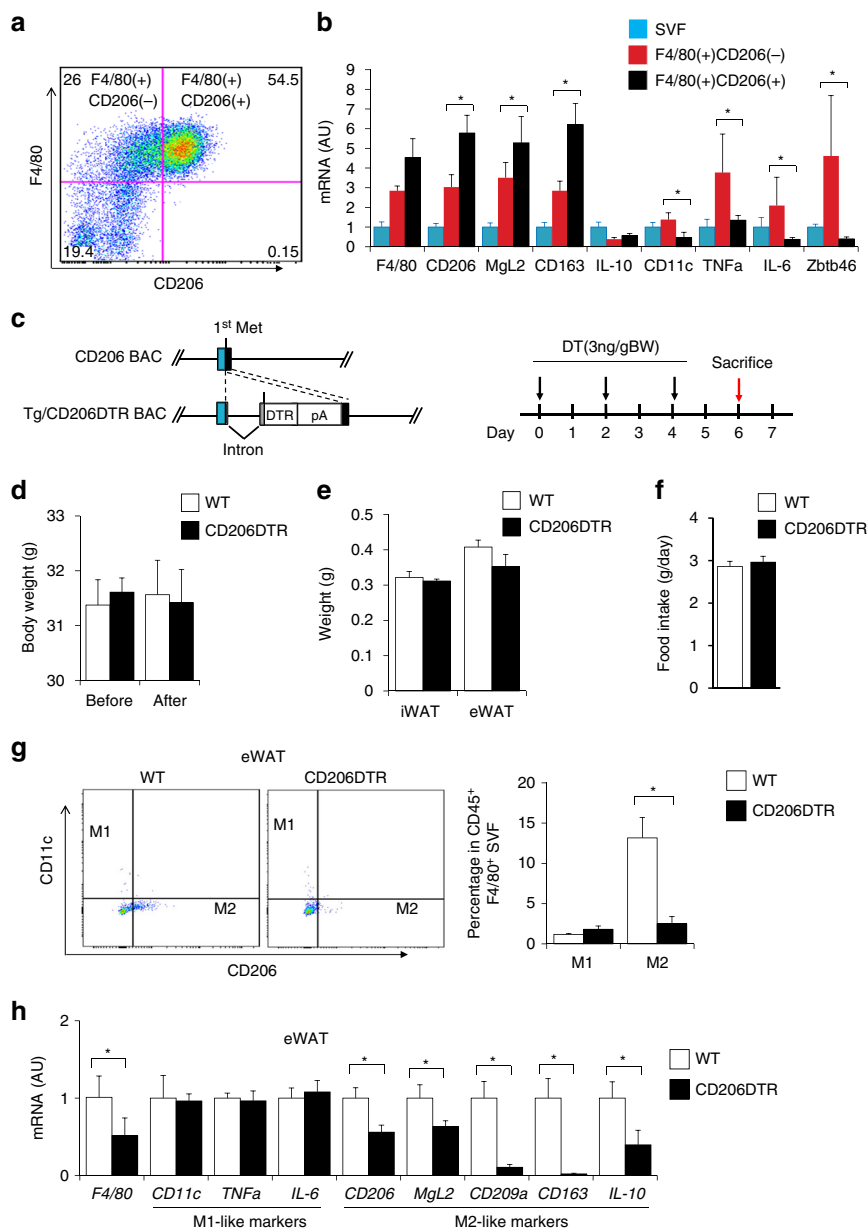 a
26 F4/80(+) F4/80(+) 54.5
CD206(–) CD206(+)
F4/80
19.4 0.15
CD206
b
SVF
F4/80(+)CD206(–)
F4/80(+)CD206(+)
mRNA (AU)
9
8
7
6
5
4
3
2
1
0
* * * * * * *
F4/80 CD206 MgL2 CD163 IL-10 CD11c TNFa IL-6 Zbtb46
c
1st Met
CD206 BAC
Tg/CD206DTR BAC
DTR pA
Intron
DT(3ng/gBW)
Sacrifice
Day 0 1 2 3 4 5 6 7
d
WT
CD206DTR
Body weight (g)
33
32
31
30
Before After
e
WT
CD206DTR
Weight (g)
0.5
0.4
0.3
0.2
0.1
0
iWAT eWAT
f
WT
CD206DTR
Food intake (g/day)
4
3
2
1
0
g
eWAT
WT CD206DTR
M1 M1
M2 M2
CD11c
CD206
Percentage in CD45+
F4/80+ SVF
20
15
10
5
0
*
M1 M2
WT
CD206DTR
h
eWAT
WT
CD206DTR
mRNA (AU)
2
1
0
* * * * * *
F4/80 CD11c TNFa IL-6 CD206 MgL2 CD209a CD163 IL-10
M1-like markers M2-like markers